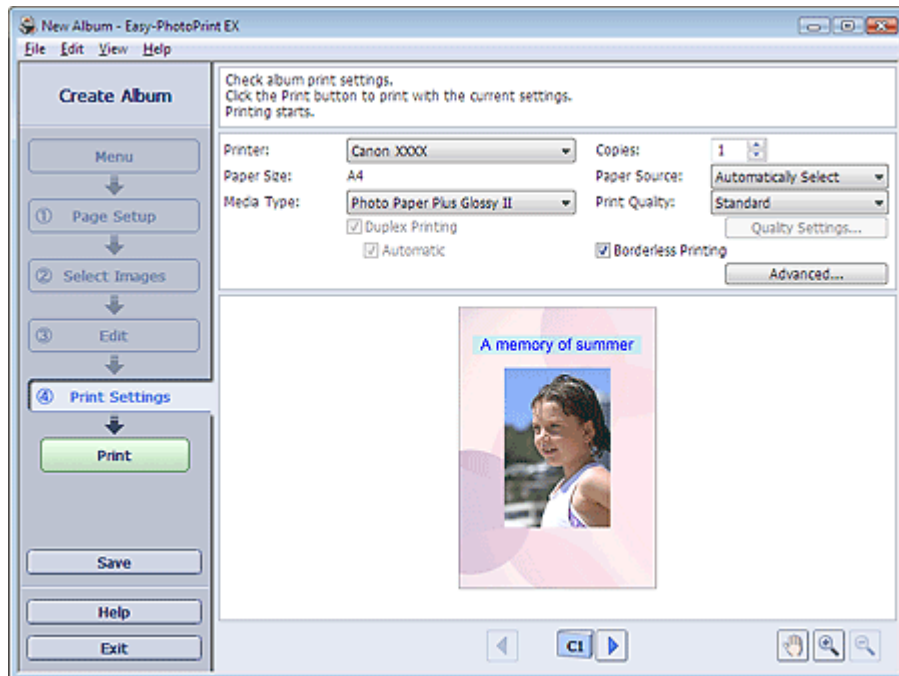 New Album - Easy-PhotoPrint EX
File Edit View Help
Create Album
Menu
① Page Setup
② Select Images
③ Edit
④ Print Settings
Print
Save
Help
Exit
Check album print settings.
Click the Print button to print with the current settings.
Printing starts.
Printer: Canon XXXX Copies: 1
Paper Size: A4 Paper Source: Automatically Select
Media Type: Photo Paper Plus Glossy II Print Quality: Standard
Duplex Printing Quality Settings...
Automatic Borderless Printing
Advanced...
A memory of summer
C1